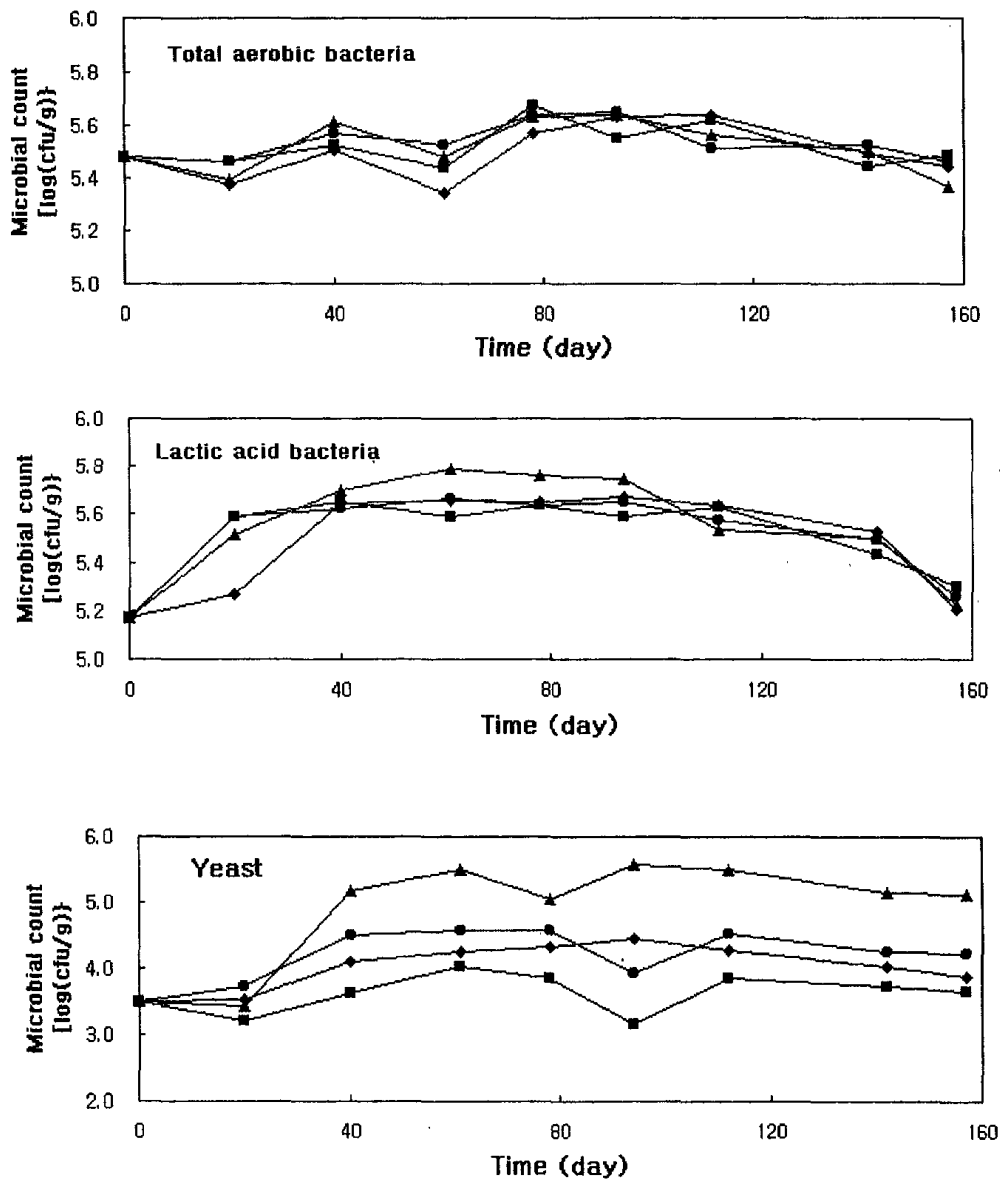 Total aerobic bacteria
Microbial count
[log(cfu/g)}
6.0
5.8
5.6
5.4
5.2
5.0
0
40
80
120
160
Time (day)
Lactic acid bacteria
Microbial count
[log(cfu/g)}
6.0
5.8
5.6
5.4
5.2
5.0
0
40
80
120
160
Time (day)
Yeast
Microbial count
[log(cfu/g)}
6.0
5.0
4.0
3.0
2.0
0
40
80
120
160
Time (day)